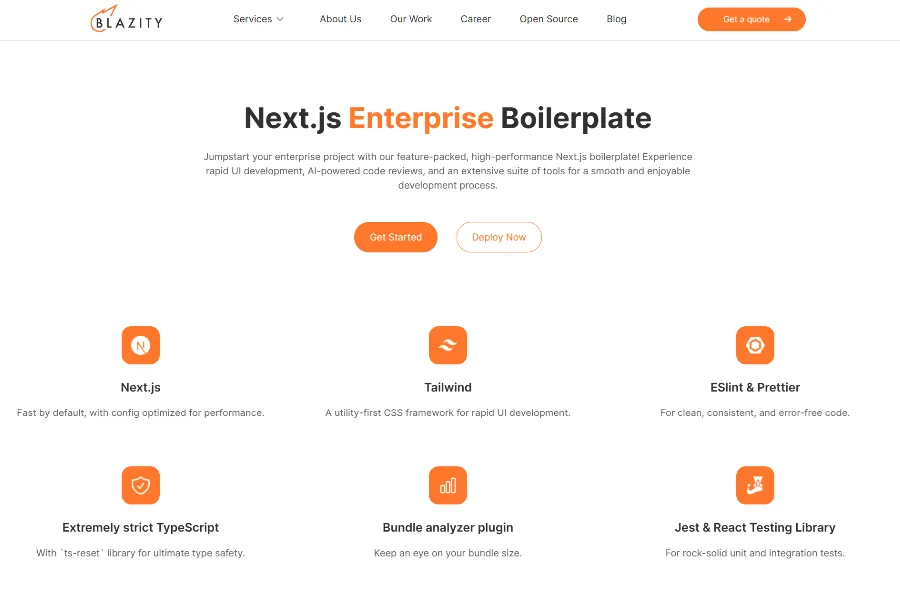 BLAZITY
Services
About Us
Our Work
Career
Open Source
Blog
Get a quote
Next.js Enterprise Boilerplate
Jumpstart your enterprise project with our feature-packed, high-performance Next.js boilerplate! Experience
rapid UI development, AI-powered code reviews, and an extensive suite of tools for a smooth and enjoyable
development process.
Get Started
Deploy Now
N
Next.js
Fast by default, with config optimized for performance.
Tailwind
A utility-first CSS framework for rapid UI development.
ESlint & Prettier
For clean, consistent, and error-free code.
Extremely strict TypeScript
With `ts-reset` library for ultimate type safety.
Bundle analyzer plugin
Keep an eye on your bundle size.
Jest & React Testing Library
For rock-solid unit and integration tests.